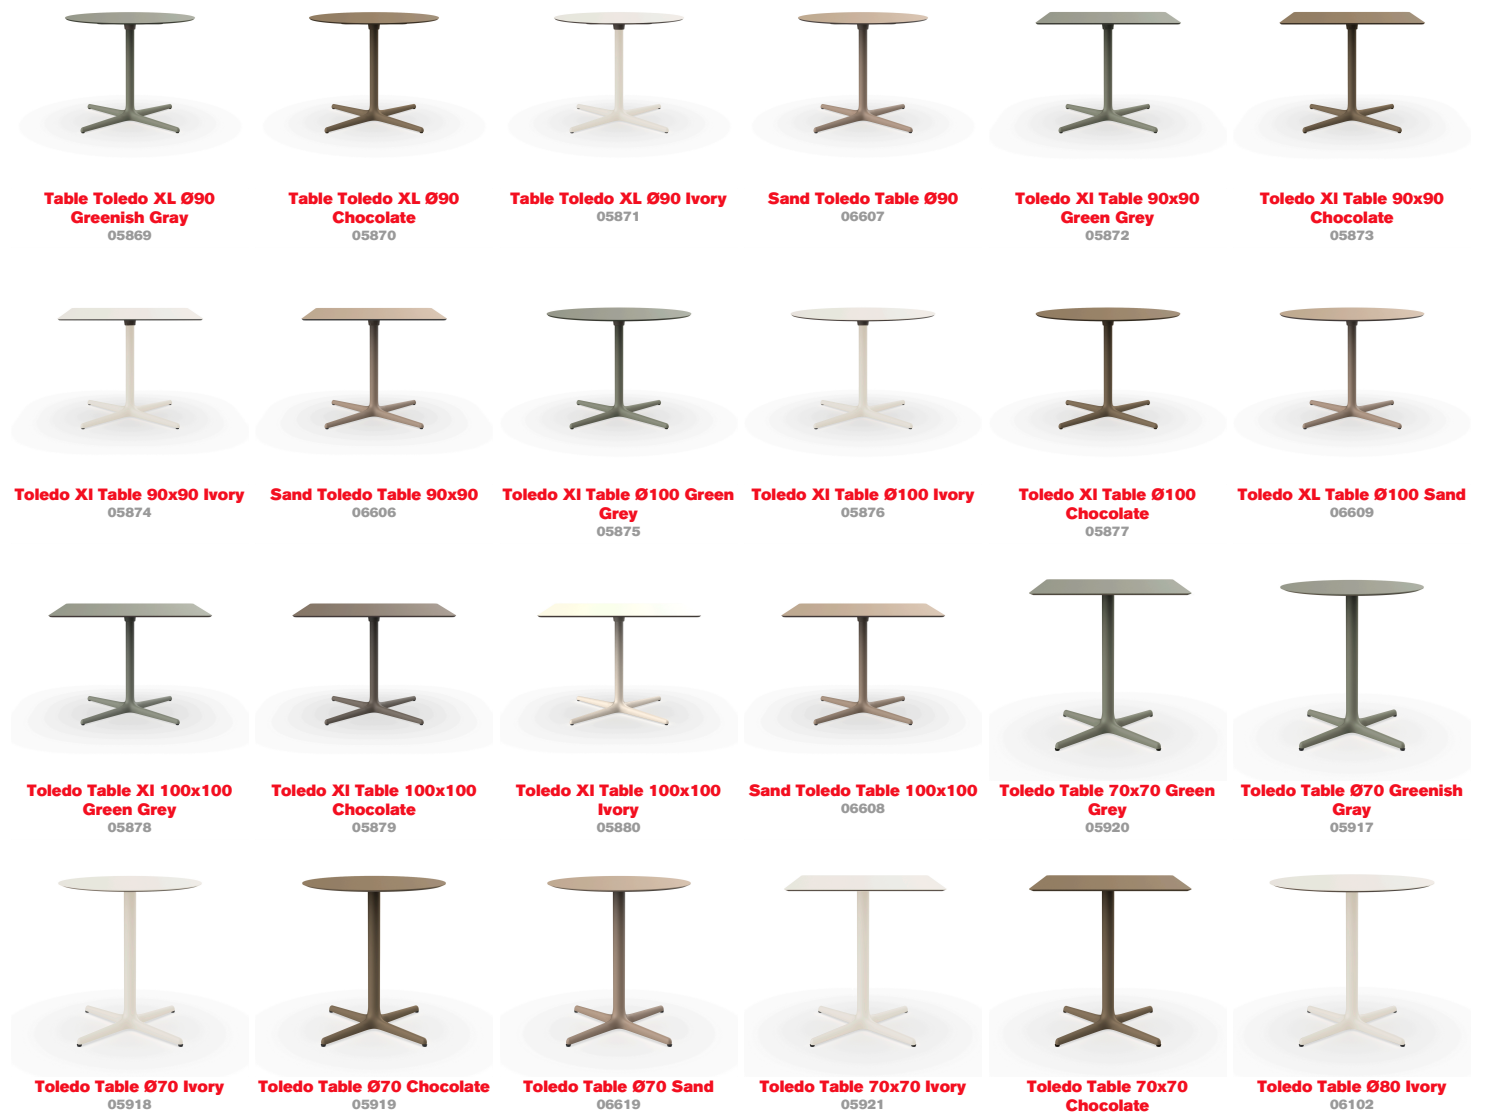 Table Toledo XL Ø90
Greenish Gray
05869
Table Toledo XL Ø90
Chocolate
05870
Table Toledo XL Ø90 Ivory
05871
Sand Toledo Table Ø90
06607
Toledo Xl Table 90x90
Green Grey
05872
Toledo Xl Table 90x90
Chocolate
05873
Toledo Xl Table 90x90 Ivory
05874
Sand Toledo Table 90x90
06606
Toledo Xl Table Ø100 Green
Grey
05875
Toledo Xl Table Ø100 Ivory
05876
Toledo Xl Table Ø100
Chocolate
05877
Toledo XL Table Ø100 Sand
06609
Toledo Table Xl 100x100
Green Grey
05878
Toledo Xl Table 100x100
Chocolate
05879
Toledo Xl Table 100x100
Ivory
05880
Sand Toledo Table 100x100
06608
Toledo Table 70x70 Green
Grey
05920
Toledo Table Ø70 Greenish
Gray
05917
Toledo Table Ø70 Ivory
05918
Toledo Table Ø70 Chocolate
05919
Toledo Table Ø70 Sand
06619
Toledo Table 70x70 Ivory
05921
Toledo Table 70x70
Chocolate
Toledo Table Ø80 Ivory
06102